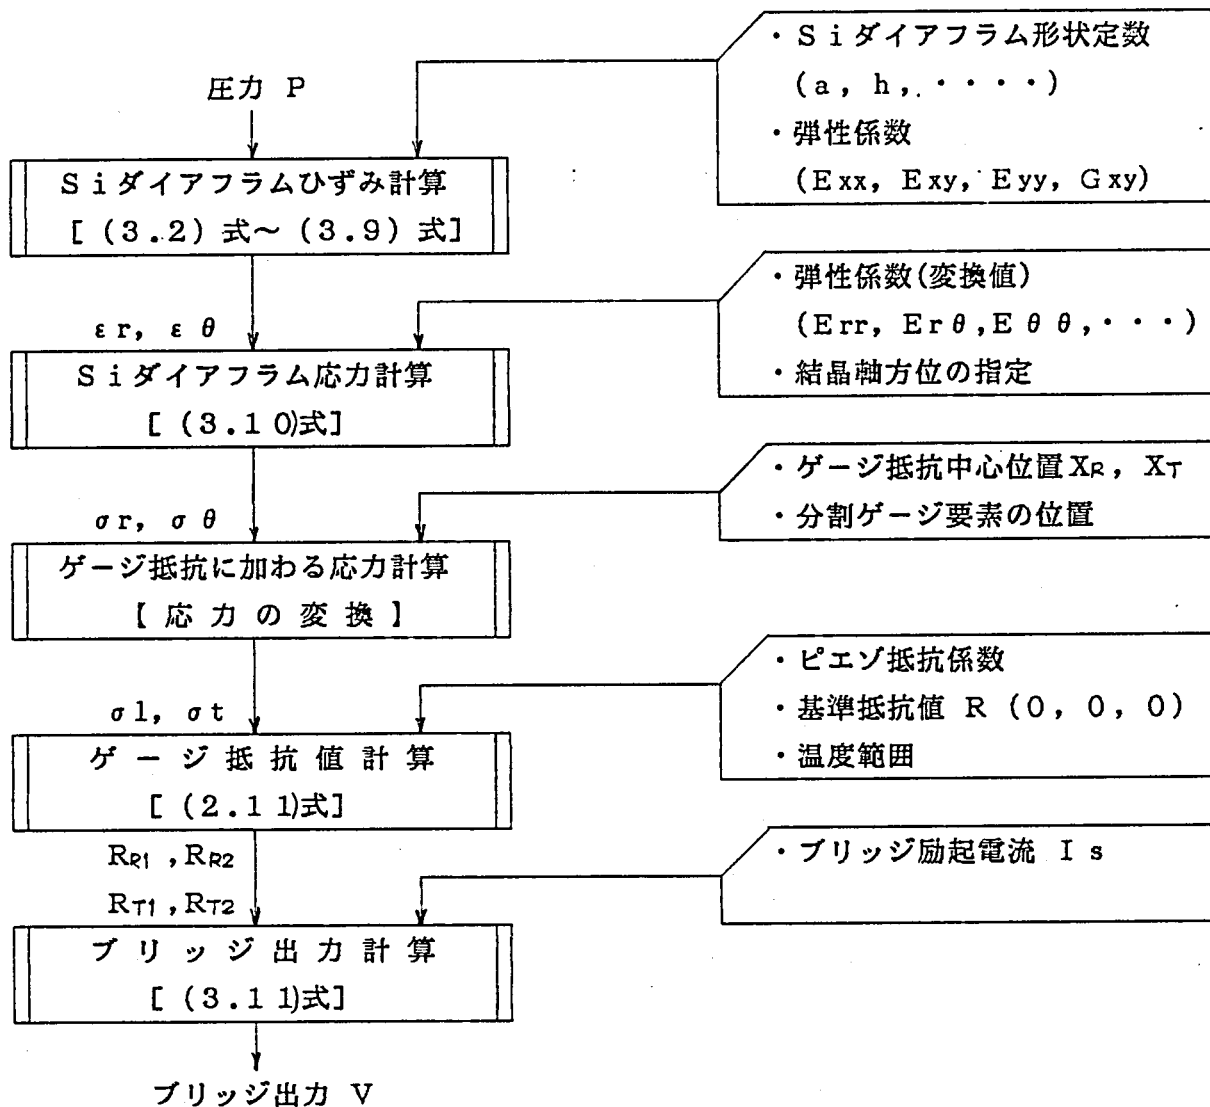 圧力 P
・Siダイアフラム形状定数
(a, h, ・・・・)
・弾性係数
(Exx, Exy, Eyy, Gxy)
Siダイアフラムひずみ計算
[ (3.2) 式～ (3.9) 式]
・弾性係数(変換値)
(Err, Erθ, Eθθ, ・・・)
・結晶軸方位の指定
εr, εθ
Siダイアフラム応力計算
[ (3.10)式]
・ゲージ抵抗中心位置XR, XT
・分割ゲージ要素の位置
σr, σθ
ゲージ抵抗に加わる応力計算
【応力の変換】
・ピエゾ抵抗係数
・基準抵抗値 R (0, 0, 0)
・温度範囲
σl, σt
ゲージ抵抗値計算
[ (2.11)式]
・ブリッジ励起電流 Is
RR1, RR2
RT1, RT2
ブリッジ出力計算
[ (3.11)式]
ブリッジ出力 V